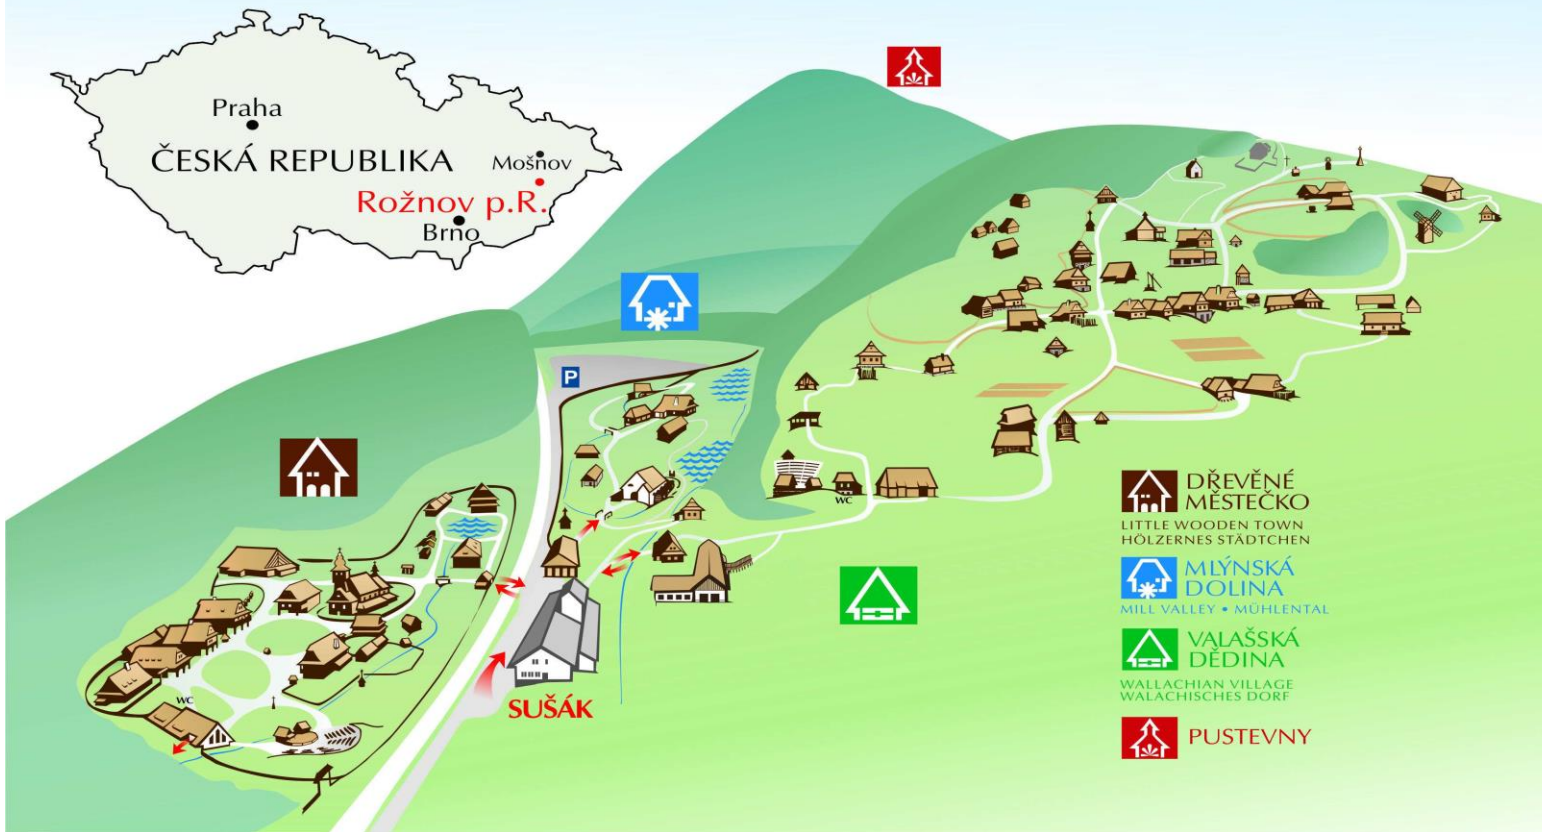 Praha
ČESKÁ REPUBLIKA
Mošnov
Rožnov p.R.
Brno
P
WC
WC
SUŠÁK
DŘEVĚNÉ
MĚSTEČKO
LITTLE WOODEN TOWN
HÖLZERNES STÄDTCHEN
MLÝNSKÁ
DOLINA
MILL VALLEY • MÜHLENTAL
VALAŠSKÁ
DĚDINA
WALLACHIAN VILLAGE
WALACHISCHES DORF
PUSTEVNY